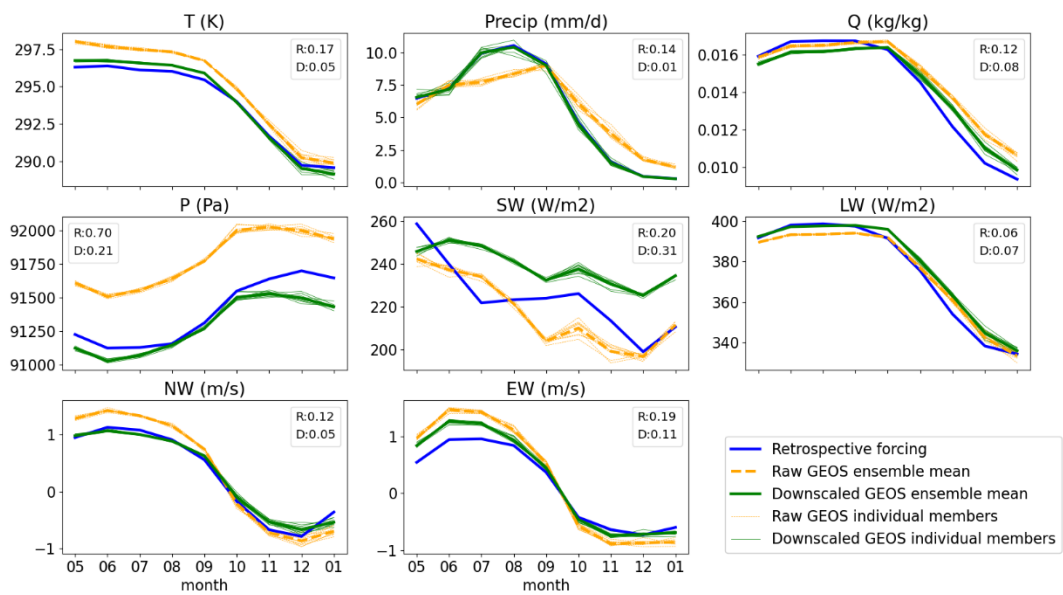 T (K)
297.5
295.0
292.5
290.0
R:0.17
D:0.05
Precip (mm/d)
10.0
7.5
5.0
2.5
0.0
R:0.14
D:0.01
Q (kg/kg)
0.016
0.014
0.012
0.010
R:0.12
D:0.08
P (Pa)
92000
91750
91500
91250
91000
R:0.70
D:0.21
SW (W/m2)
260
240
220
200
R:0.20
D:0.31
LW (W/m2)
400
380
360
340
R:0.06
D:0.07
NW (m/s)
1
0
−1
R:0.12
D:0.05
05 06 07 08 09 10 11 12 01
month
EW (m/s)
1
0
−1
R:0.19
D:0.11
05 06 07 08 09 10 11 12 01
month
Retrospective forcing
Raw GEOS ensemble mean
Downscaled GEOS ensemble mean
Raw GEOS individual members
Downscaled GEOS individual members